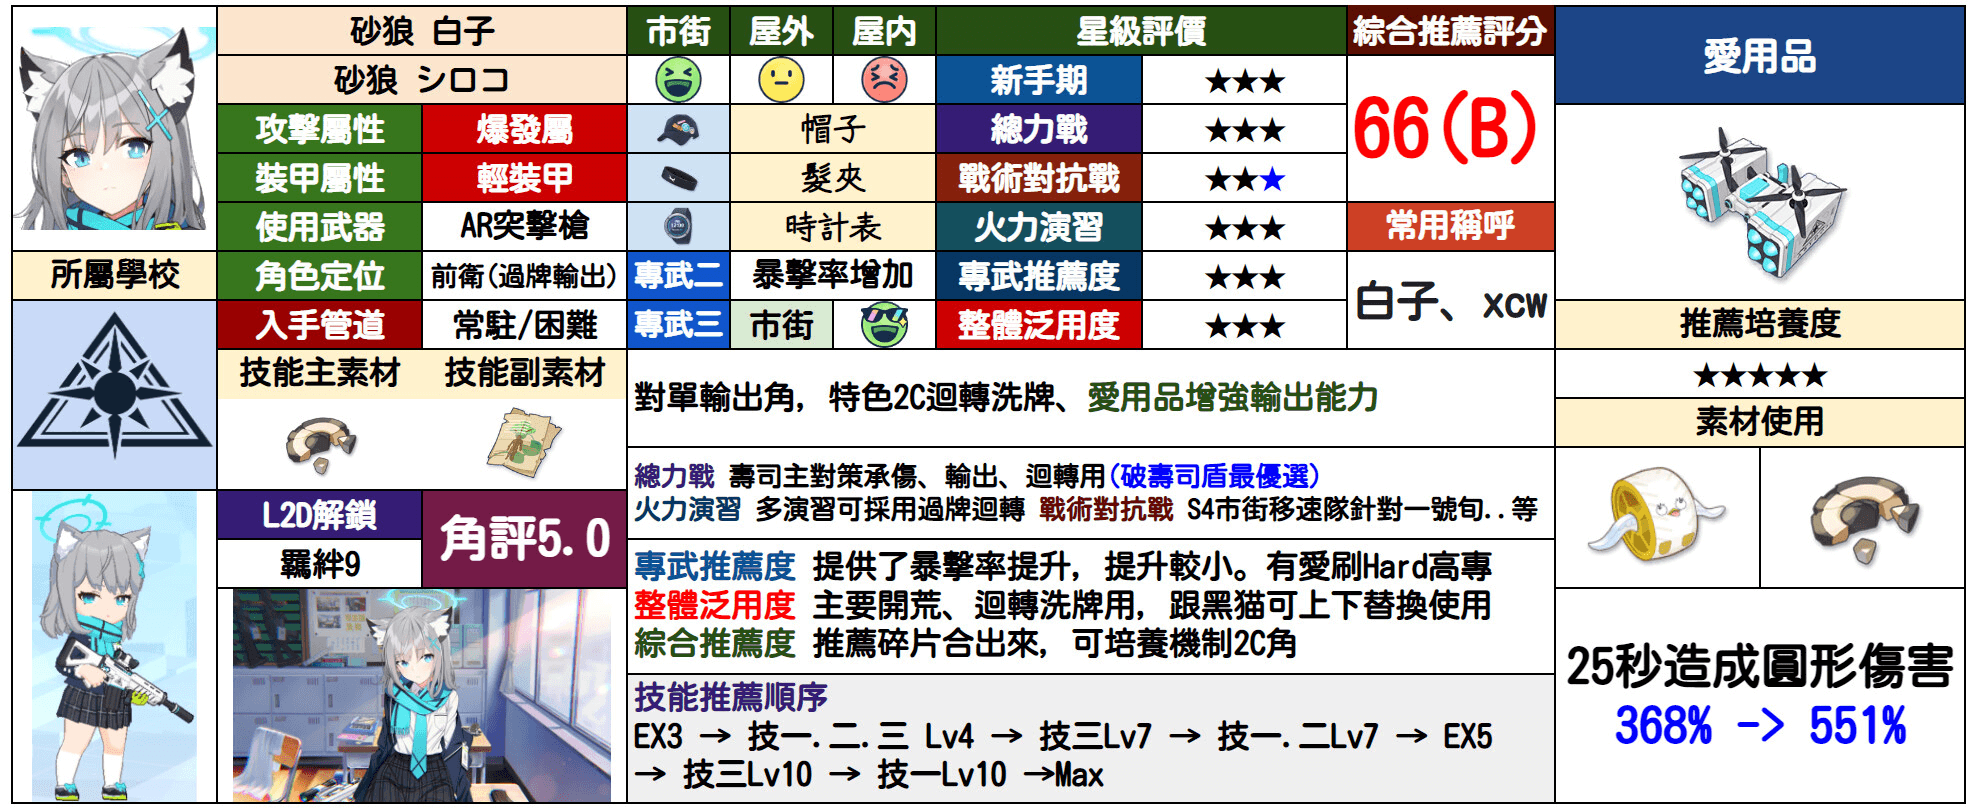 砂狼 白子
市街 屋外 屋內 星級評價 綜合推薦評分 愛用品
砂狼 シロコ
新手期 ★★★
66(B)
攻擊屬性 爆發屬 帽子 總力戰 ★★★
裝甲屬性 輕裝甲 髮夾 戰術對抗戰 ★★★
使用武器 AR突擊槍 時計表 火力演習 ★★★ 常用稱呼
所屬學校 角色定位 前衛(過牌輸出) 專武二 暴擊率增加 專武推薦度 ★★★
白子、xcw
入手管道 常駐/困難 專武三 市街 整體泛用度 ★★★ 推薦培養度
技能主素材 技能副素材
★★★★★
對單輸出角, 特色2C迴轉洗牌、愛用品增強輸出能力
素材使用
總力戰 壽司主對策承傷、輸出、迴轉用(破壽司盾最優選)
火力演習 多演習可採用過牌迴轉 戰術對抗戰 S4市街移速隊針對一號旬..等
L2D解鎖
角評5.0
羈絆9
專武推薦度 提供了暴擊率提升, 提升較小。有愛刷Hard高專
整體泛用度 主要開荒、迴轉洗牌用, 跟黑猫可上下替換使用
綜合推薦度 推薦碎片合出來, 可培養機制2C角
25秒造成圓形傷害
368% -> 551%
技能推薦順序
EX3 → 技一.二.三 Lv4 → 技三Lv7 → 技一.二Lv7 → EX5
→ 技三Lv10 → 技一Lv10 →Max